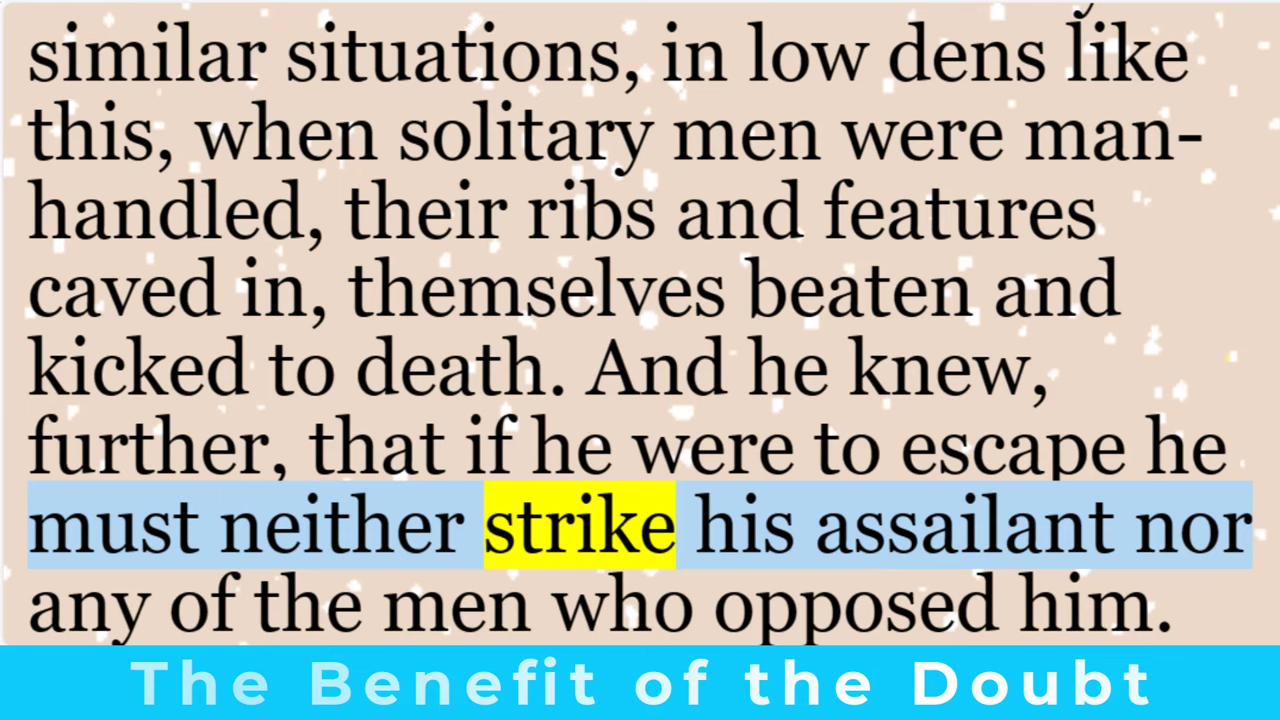 similar situations, in low dens like
this, when solitary men were man-
handled, their ribs and features
caved in, themselves beaten and
kicked to death. And he knew,
further, that if he were to escape he
must neither strike his assailant nor
any of the men who opposed him.
The Benefit of the Doubt